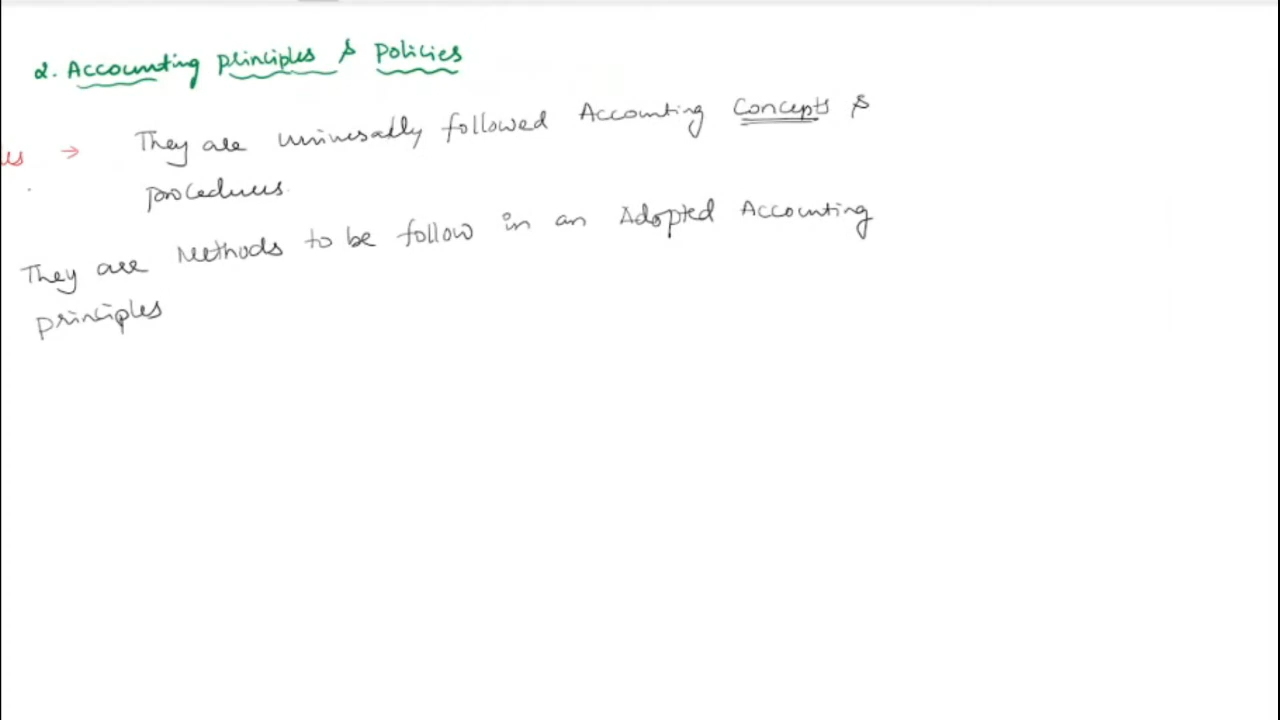 2. Accounting principles & policies
→ They are universally followed Accounting Concepts &
procedures.
They are Methods to be follow in an Adopted Accounting
principles